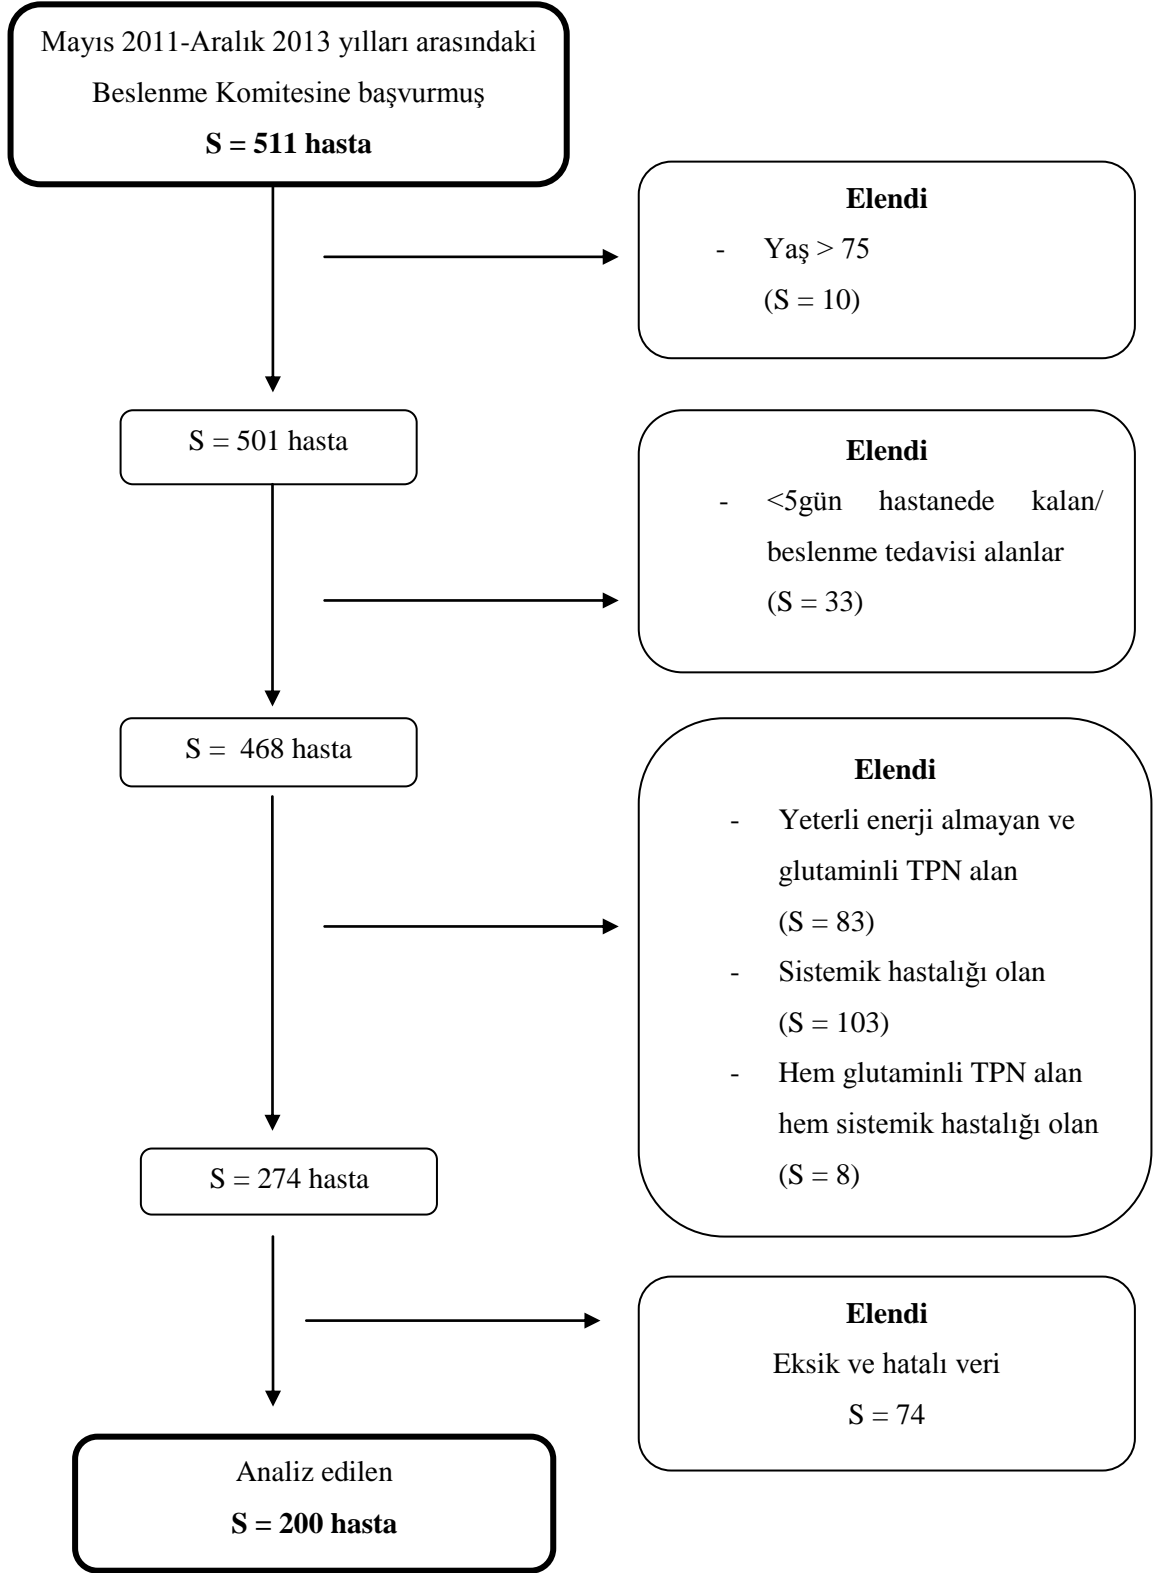 Mayıs 2011-Aralık 2013 yılları arasındaki
Beslenme Komitesine başvurmuş
S = 511 hasta
Elendi
- Yaş > 75
(S = 10)
S = 501 hasta
Elendi
- <5gün hastanede kalan/
beslenme tedavisi alanlar
(S = 33)
S = 468 hasta
Elendi
- Yeterli enerji almayan ve
glutaminli TPN alan
(S = 83)
- Sistemik hastalığı olan
(S = 103)
- Hem glutaminli TPN alan
hem sistemik hastalığı olan
(S = 8)
S = 274 hasta
Elendi
Eksik ve hatalı veri
S = 74
Analiz edilen
S = 200 hasta